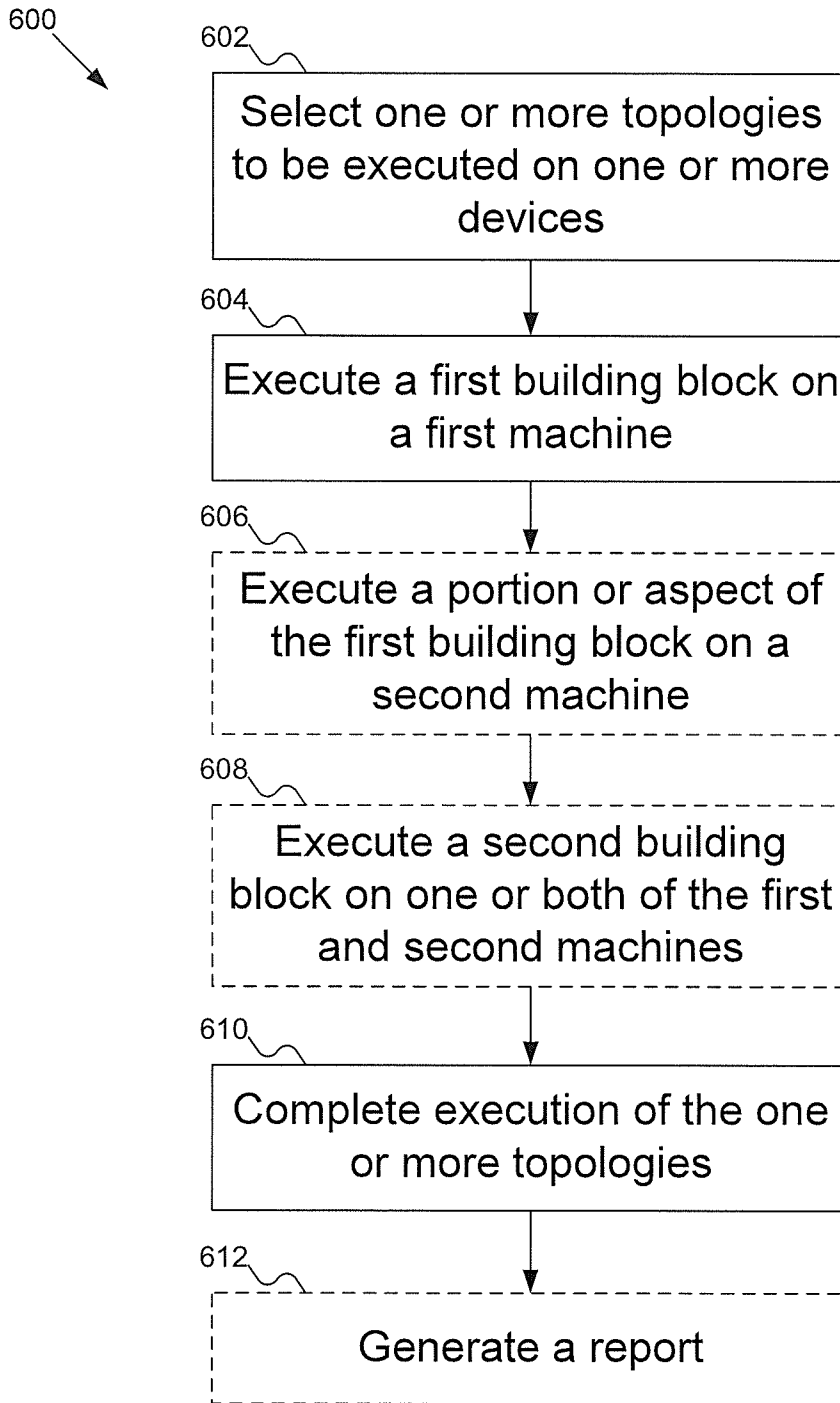 600
602
Select one or more topologies
to be executed on one or more
devices
604
Execute a first building block on
a first machine
606
Execute a portion or aspect of
the first building block on a
second machine
608
Execute a second building
block on one or both of the first
and second machines
610
Complete execution of the one
or more topologies
612
Generate a report